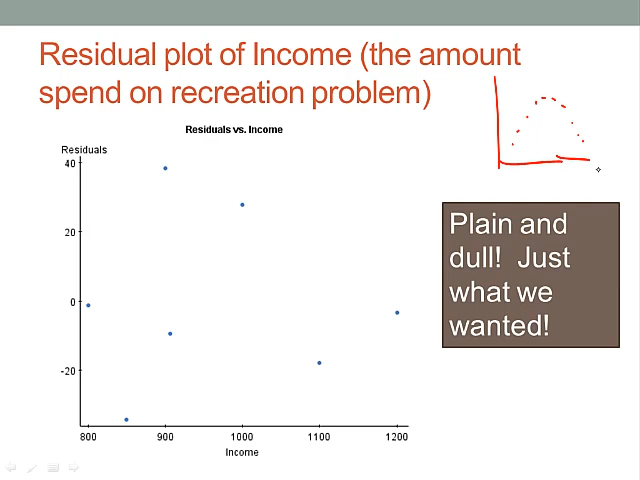 Residual plot of Income (the amount
spend on recreation problem)
Residuals vs. Income
Residuals
40
20
0
-20
800 900 1000 1100 1200
Income
Plain and
dull! Just
what we
wanted!